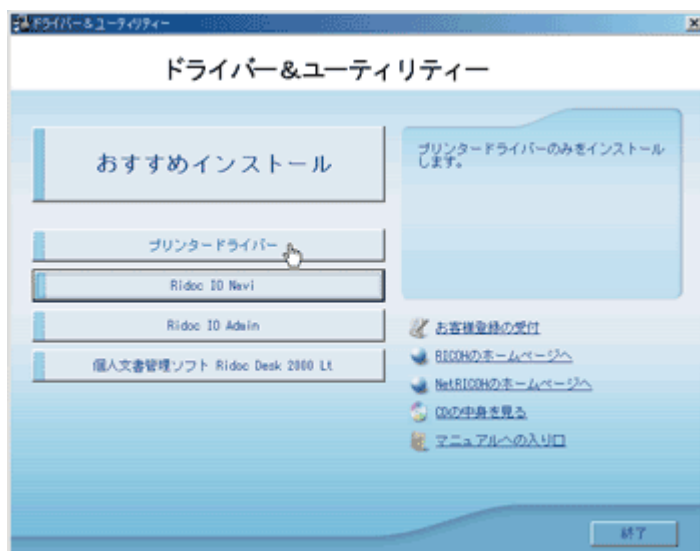 ドライバー&ユーティリティー
ドライバー&ユーティリティー
おすすめインストール
プリンタードライバーのみをインストール
します。
プリンタードライバー
Ridoc IO Navi
Ridoc IO Admin
個人文書管理ソフト Ridoc Desk 2000 Lt
お客様登録の受付
RICOHのホームページへ
NetRICOHのホームページへ
CDの中身を見る
マニュアルへの入り口
終了